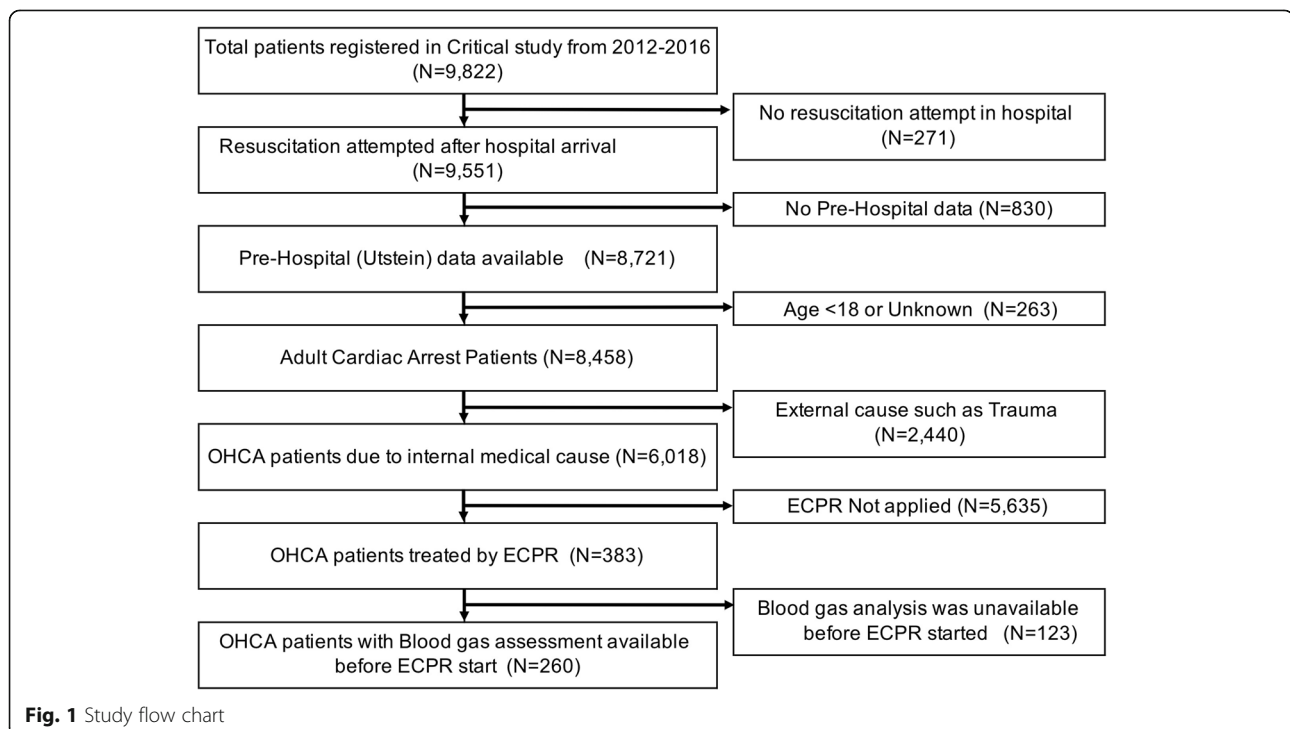 Total patients registered in Critical study from 2012-2016
(N=9,822)
No resuscitation attempt in hospital
(N=271)
Resuscitation attempted after hospital arrival
(N=9,551)
No Pre-Hospital data (N=830)
Pre-Hospital (Utstein) data available (N=8,721)
Age <18 or Unknown (N=263)
Adult Cardiac Arrest Patients (N=8,458)
External cause such as Trauma
(N=2,440)
OHCA patients due to internal medical cause (N=6,018)
ECPR Not applied (N=5,635)
OHCA patients treated by ECPR (N=383)
Blood gas analysis was unavailable
before ECPR started (N=123)
OHCA patients with Blood gas assessment available
before ECPR start (N=260)
Fig. 1 Study flow chart